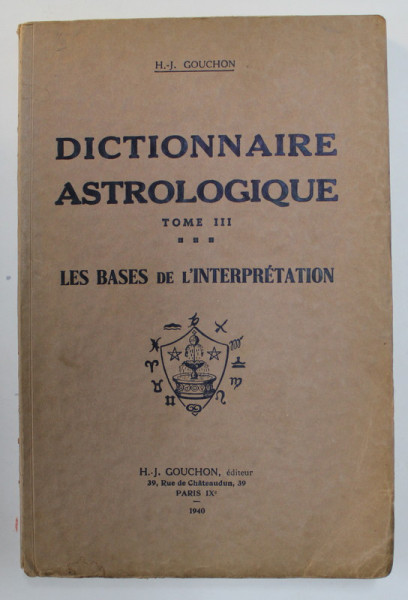 H.-J. GOUCHON
DICTIONNAIRE
ASTROLOGIQUE
TOME III
LES BASES DE L'INTERPRÉTATION
H.-J. GOUCHON, éditeur
39, Rue de Châteaudun, 39
PARIS IXᵉ
1940